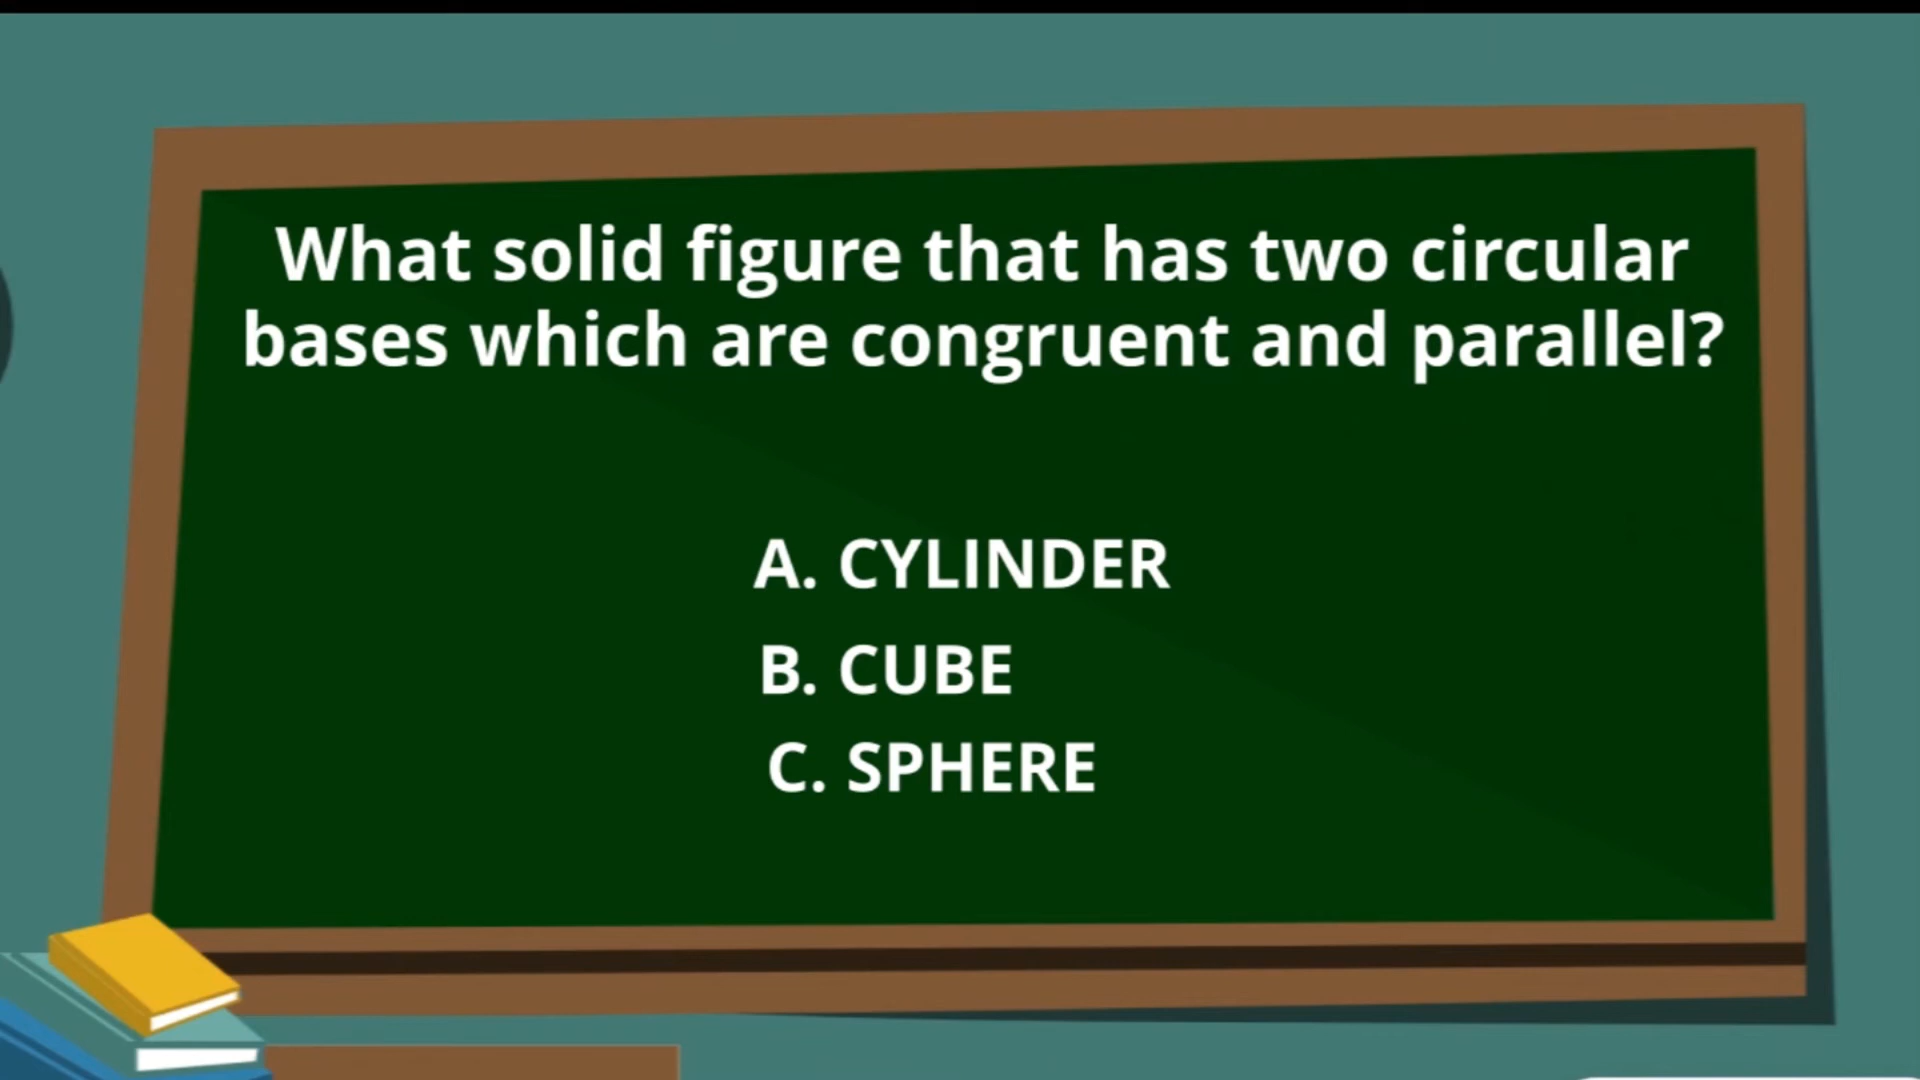 What solid figure that has two circular
bases which are congruent and parallel?
A. CYLINDER
B. CUBE
C. SPHERE